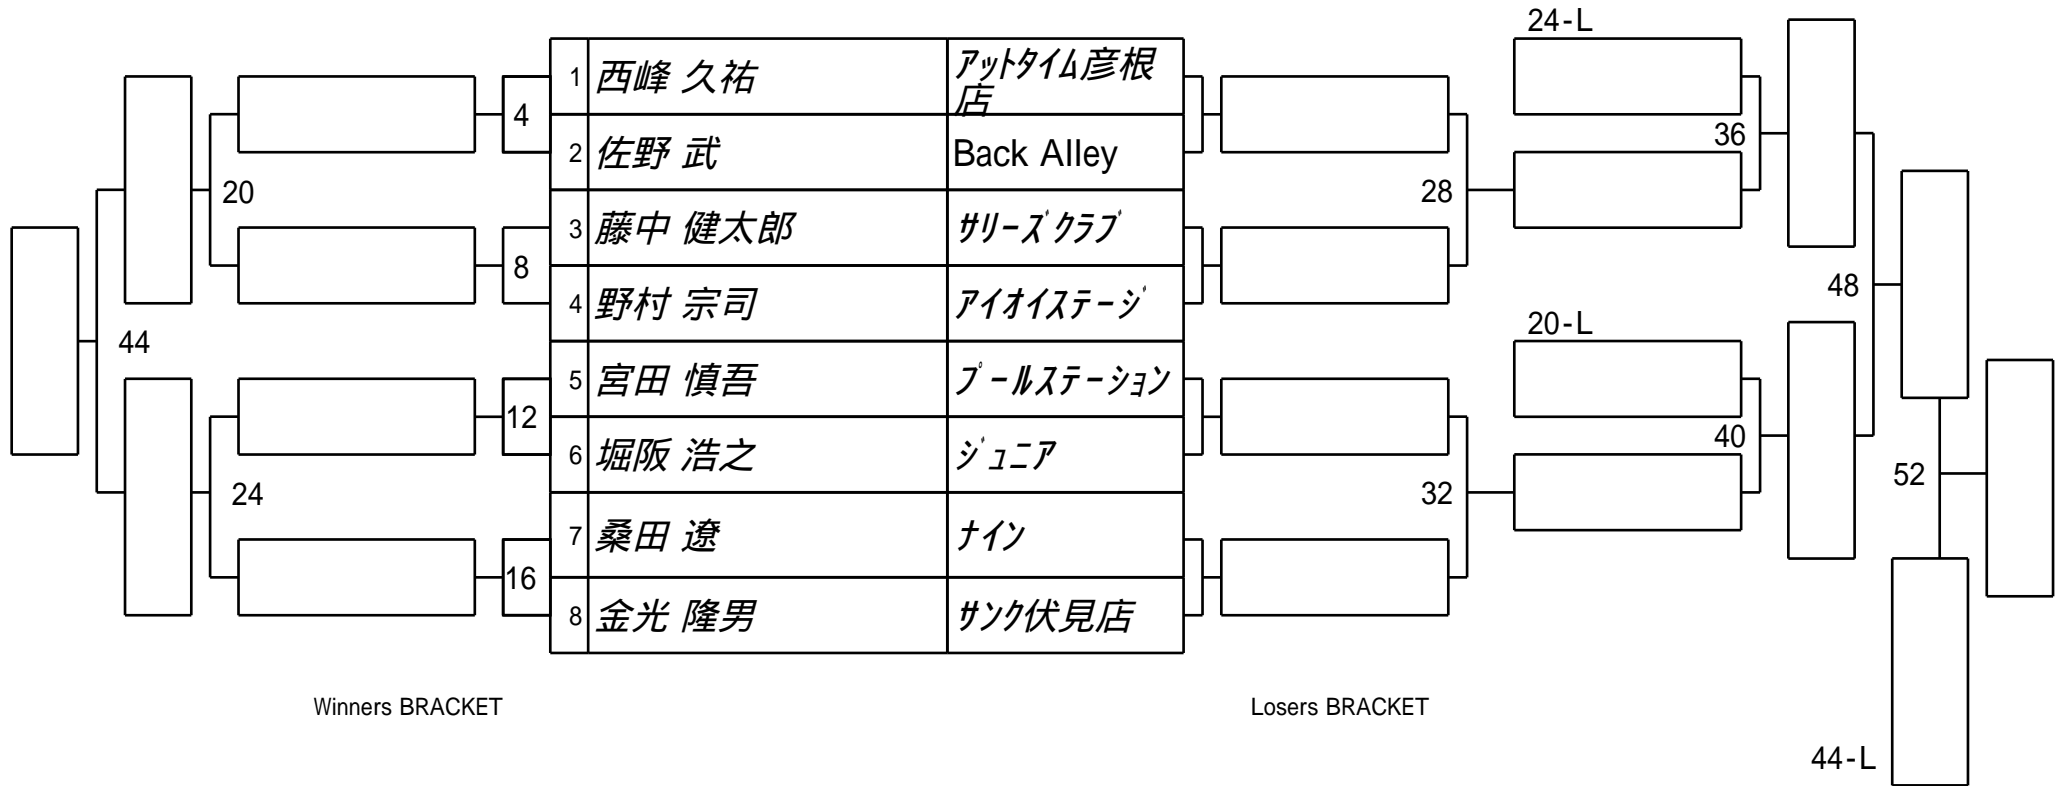 24-L
1 西峰 久祐 アットタイム彦根
店
4
2 佐野 武 Back Alley
36
20
28
3 藤中 健太郎 サリーズクラブ
8
4 野村 宗司 アイオイステージ
48
44
20-L
5 宮田 慎吾 プールステーション
12
40
6 堀阪 浩之 ジュニア
52
24
32
7 桑田 遼 ナイン
16
8 金光 隆男 サンク伏見店
Winners BRACKET
Losers BRACKET
44-L